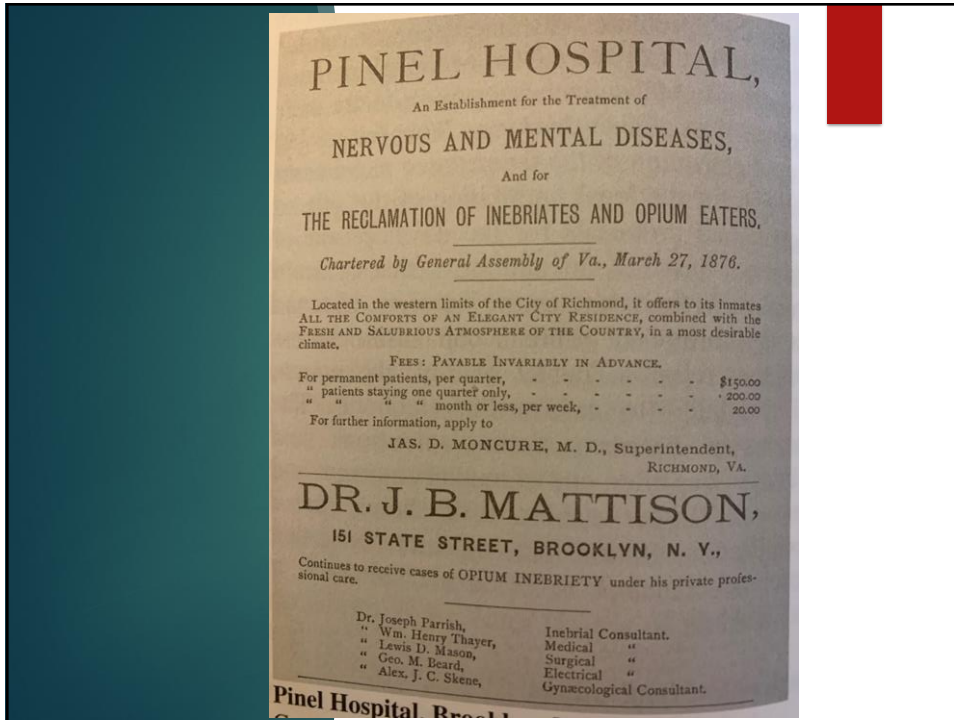 PINEL HOSPITAL,
An Establishment for the Treatment of
NERVOUS AND MENTAL DISEASES,
And for
THE RECLAMATION OF INEBRIATES AND OPIUM EATERS.
Chartered by General Assembly of Va., March 27, 1876.
Located in the western limits of the City of Richmond, it offers to its inmates
ALL THE COMFORTS OF AN ELEGANT CITY RESIDENCE, combined with the
FRESH AND SALUBRIOUS ATMOSPHERE OF THE COUNTRY, in a most desirable
climate.
FEES: PAYABLE INVARIABLY IN ADVANCE.
For permanent patients, per quarter, - - - - - - $150.00
" patients staying one quarter only, - - - - - - 200.00
" " " " month or less, per week, - - - - 20.00
For further information, apply to
JAS. D. MONCURE, M. D., Superintendent,
RICHMOND, VA.
DR. J. B. MATTISON,
151 STATE STREET, BROOKLYN, N. Y.,
Continues to receive cases of OPIUM INEBRIETY under his private profes-
sional care.
Dr. Joseph Parrish, Inebrial Consultant.
" Wm. Henry Thayer, Medical "
" Lewis D. Mason, Surgical "
" Geo. M. Beard, Electrical "
" Alex. J. C. Skene, Gynæcological Consultant.
Pinel Hospital,